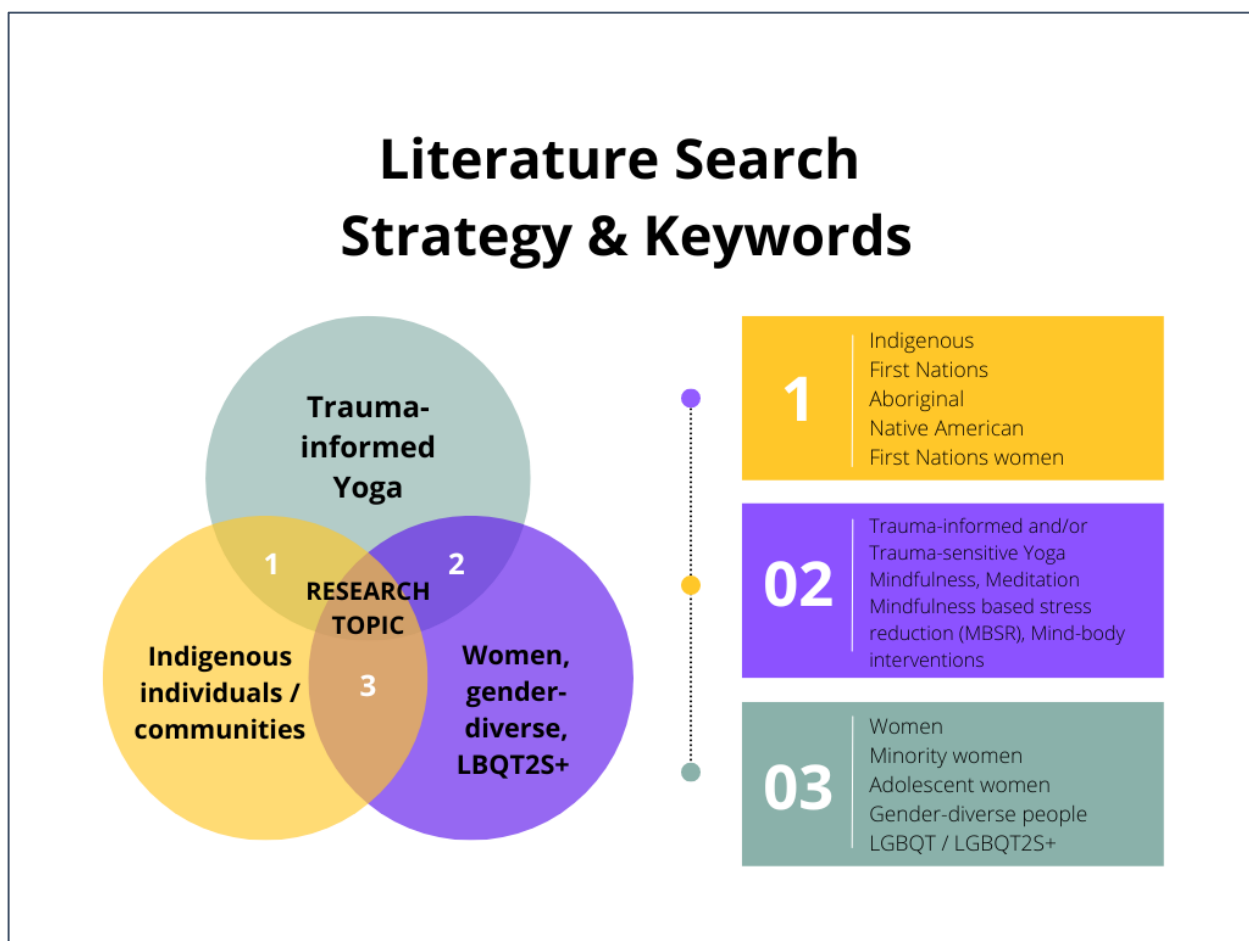 Literature Search
Strategy & Keywords
Trauma-
informed
Yoga
1
2
RESEARCH
TOPIC
Indigenous
individuals /
communities
3
Women,
gender-
diverse,
LBQT2S+
1
Indigenous
First Nations
Aboriginal
Native American
First Nations women
02
Trauma-informed and/or
Trauma-sensitive Yoga
Mindfulness, Meditation
Mindfulness based stress
reduction (MBSR), Mind-body
interventions
03
Women
Minority women
Adolescent women
Gender-diverse people
LGBQT / LGBQT2S+